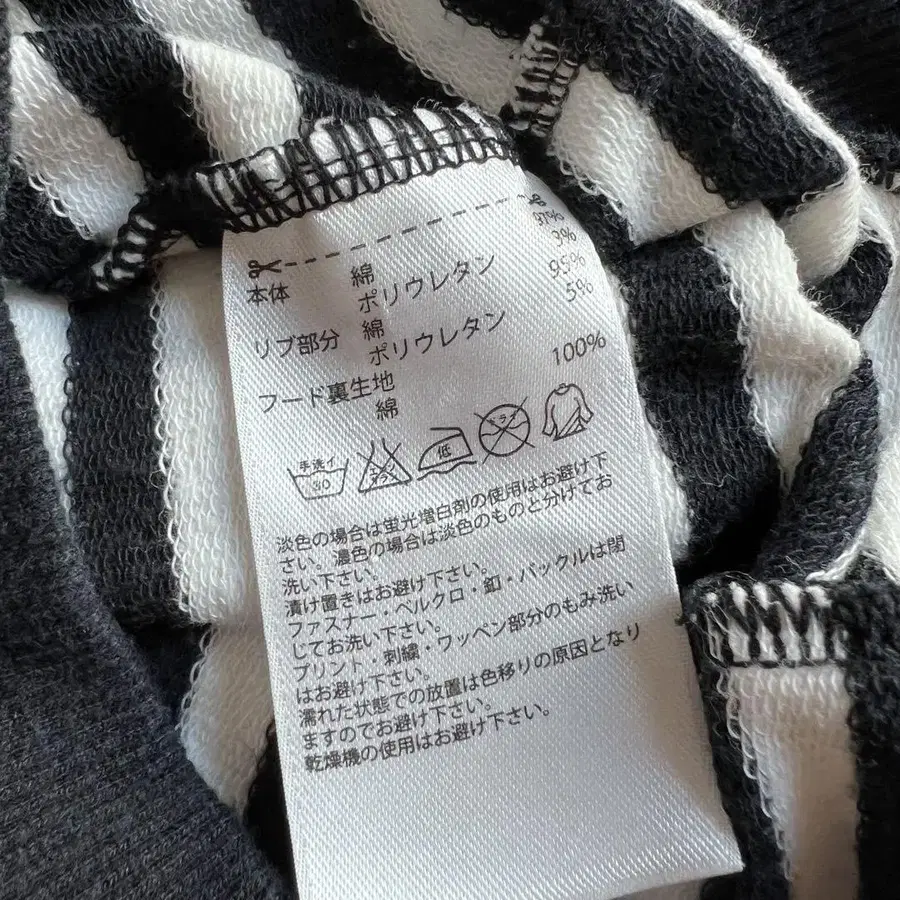 本体 綿 97%
ポリウレタン 3%
リブ部分 綿 95%
ポリウレタン 5%
フード裏生地
綿 100%
手洗イ 30 エンソサラシ 低 ドライ
淡色の場合は蛍光増白剤の使用はお避け下
さい。濃色の場合は淡色のものと分けてお
洗い下さい。
漬け置きはお避け下さい。
ファスナー・ベルクロ・釦・バックルは閉
じてお洗い下さい。
プリント・刺繍・ワッペン部分のもみ洗い
はお避け下さい。
濡れた状態での放置は色移りの原因となり
ますのでお避け下さい。
乾燥機の使用はお避け下さい。